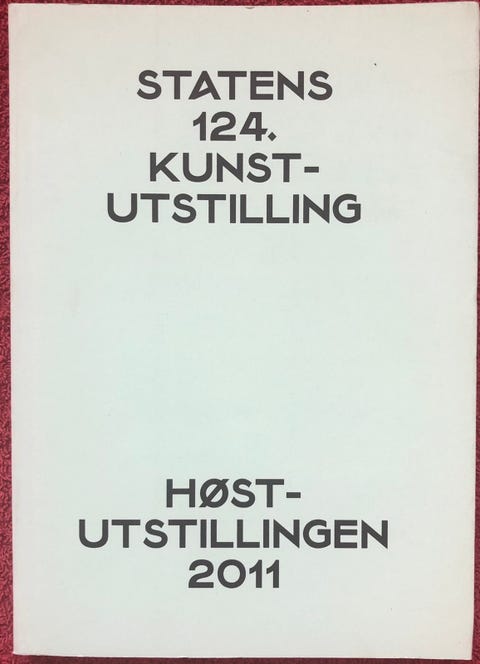 STATENS
124.
KUNST-
UTSTILLING
HØST-
UTSTILLINGEN
2011